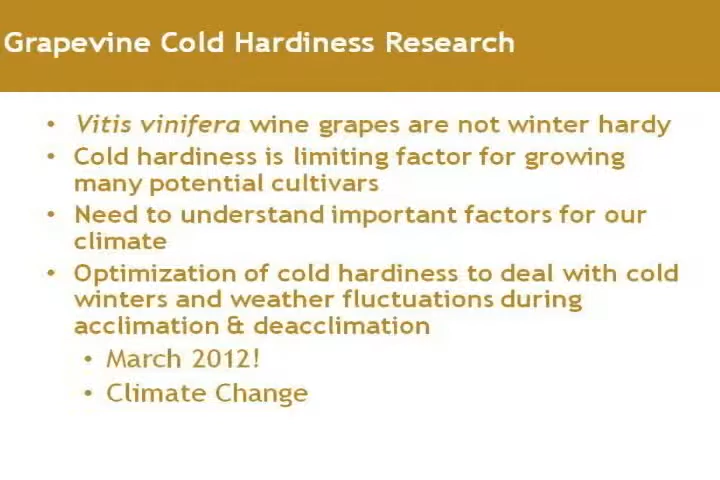 Grapevine Cold Hardiness Research
• Vitis vinifera wine grapes are not winter hardy
• Cold hardiness is limiting factor for growing
many potential cultivars
• Need to understand important factors for our
climate
• Optimization of cold hardiness to deal with cold
winters and weather fluctuations during
acclimation & deacclimation
• March 2012!
• Climate Change